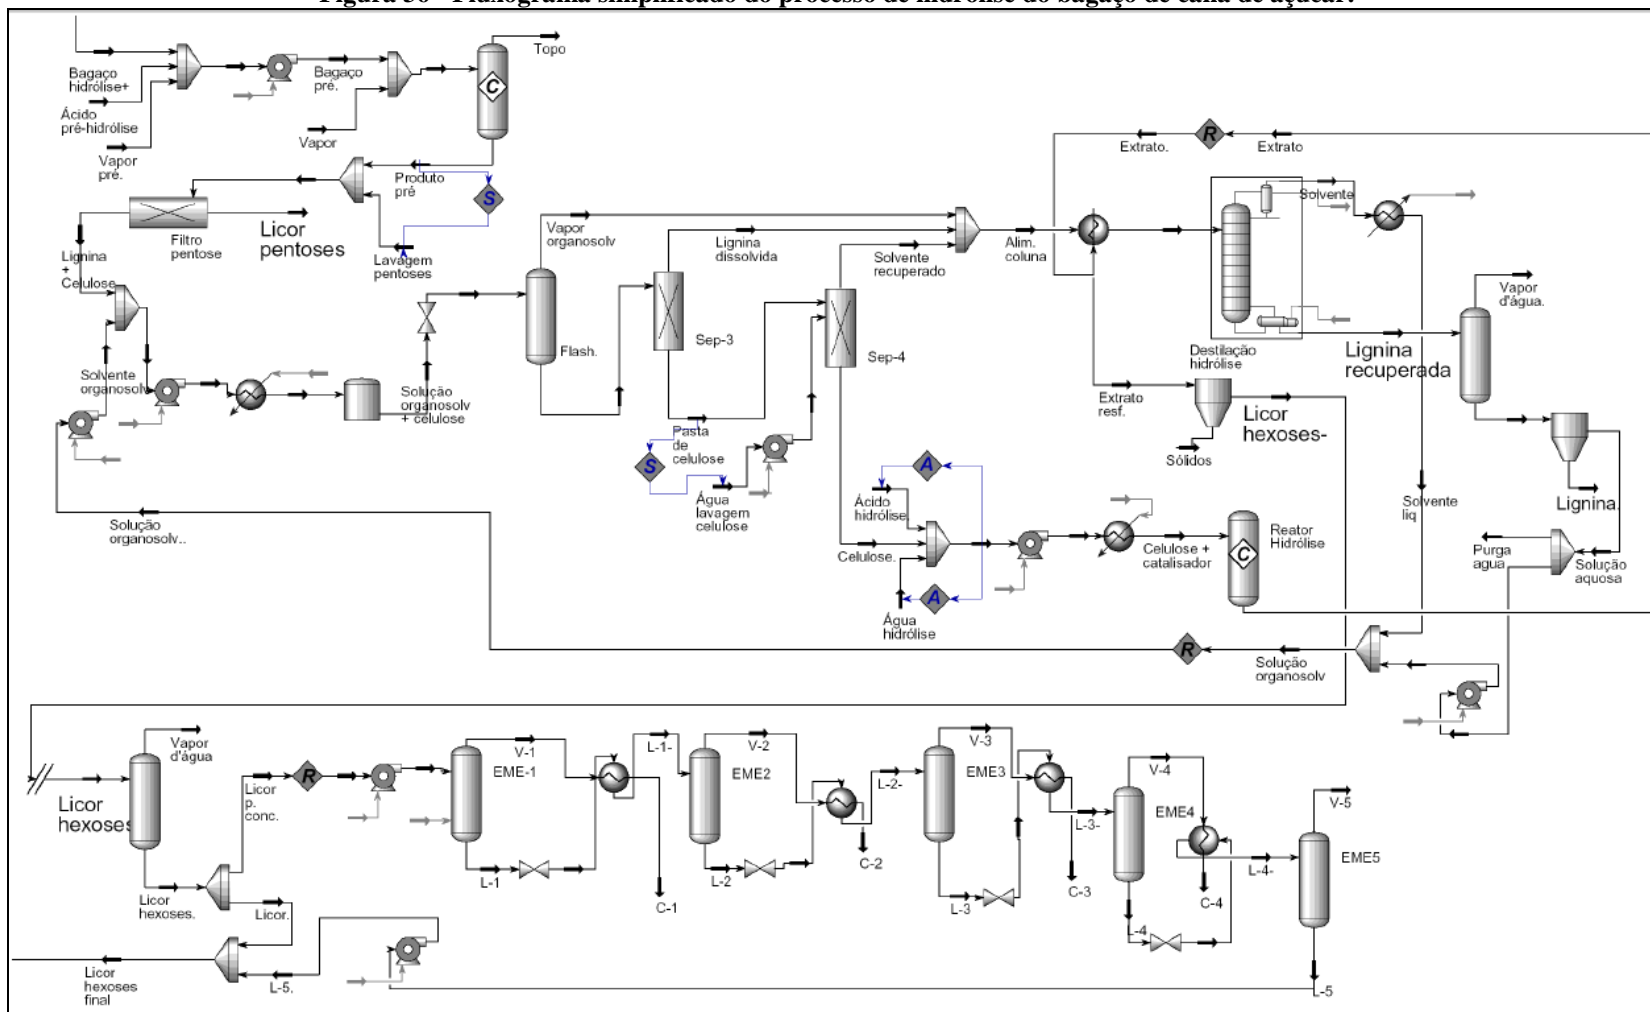 Figura 50 - Fluxograma simplificado do processo de hidrólise do bagaço de cana de açúcar.
Topo
Bagaço
hidrólise+
Ácido
pré-hidrólise
Vapor
pré.
Bagaço
pré.
Vapor
C
Produto
pré
S
Lavagem
pentoses
Filtro
pentose
Licor
pentoses
Lignina
+
Celulose
Solvente
organosolv
Solução
organosolv
+ celulose
Vapor
organosolv
Flash.
Lignina
dissolvida
Sep-3
Solvente
recuperado
Sep-4
Alim.
coluna
Extrato.
R
Extrato
Solvente
Destilação
hidrólise
Vapor
d'água.
Lignina
recuperada
Extrato
resf.
Licor
hexoses-
Sólidos
Lignina.
Pasta
de
celulose
S
Água
lavagem
celulose
A
Ácido
hidrólise.
Celulose.
A
Água
hidrólise
Celulose +
catalisador
C
Reator
Hidrólise
Solvente
liq
Purga
agua
Solução
aquosa
Solução
organosolv..
R
Solução
organosolv
Vapor
d'água
Licor
hexoses
Licor
p.
conc.
R
Licor
hexoses.
Licor.
Licor
hexoses
final
L-5.
V-1
EME-1
L-1
L-1-
C-1
V-2
EME2
L-2
L-2-
C-2
V-3
EME3
L-3
L-3-
C-3
V-4
EME4
L-4
L-4-
C-4
V-5
EME5
L-5